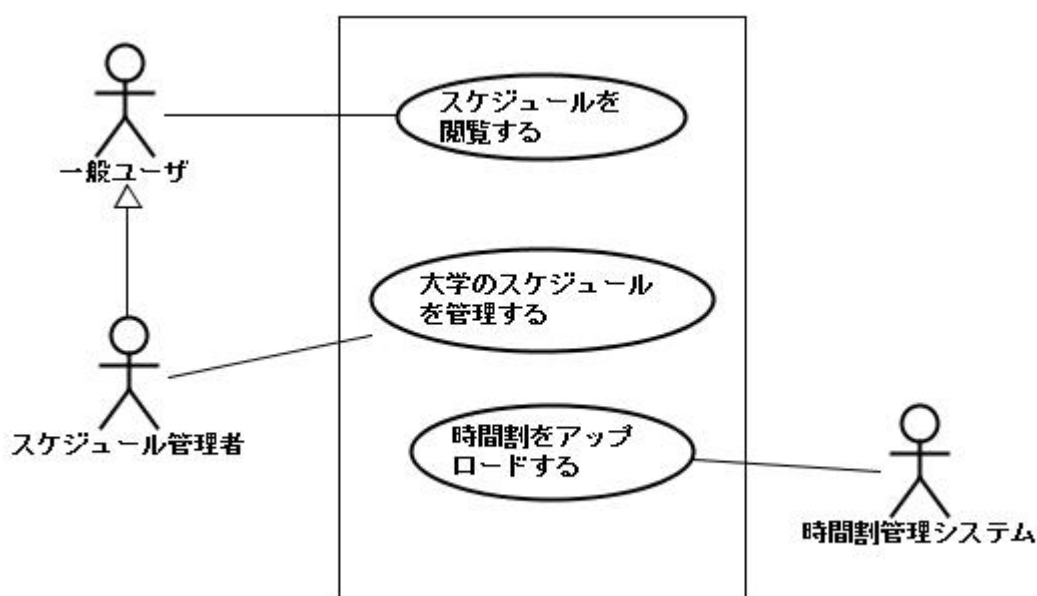 スケジュールを
閲覧する
一般ユーザ
大学のスケジュール
を管理する
スケジュール管理者
時間割をアップ
ロードする
時間割管理システム